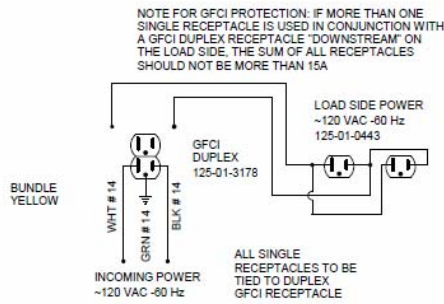 NOTE FOR GFCI PROTECTION: IF MORE THAN ONE
SINGLE RECEPTACLE IS USED IN CONJUNCTION WITH
A GFCI DUPLEX RECEPTACLE "DOWNSTREAM" ON
THE LOAD SIDE, THE SUM OF ALL RECEPTACLES
SHOULD NOT BE MORE THAN 15A
LOAD SIDE POWER
~120 VAC -60 Hz
125-01-0443
GFCI
DUPLEX
125-01-3178
BUNDLE
YELLOW
WHT # 14
GRN # 14
BLK # 14
INCOMING POWER
~120 VAC -60 Hz
ALL SINGLE
RECEPTACLES TO BE
TIED TO DUPLEX
GFCI RECEPTACLE